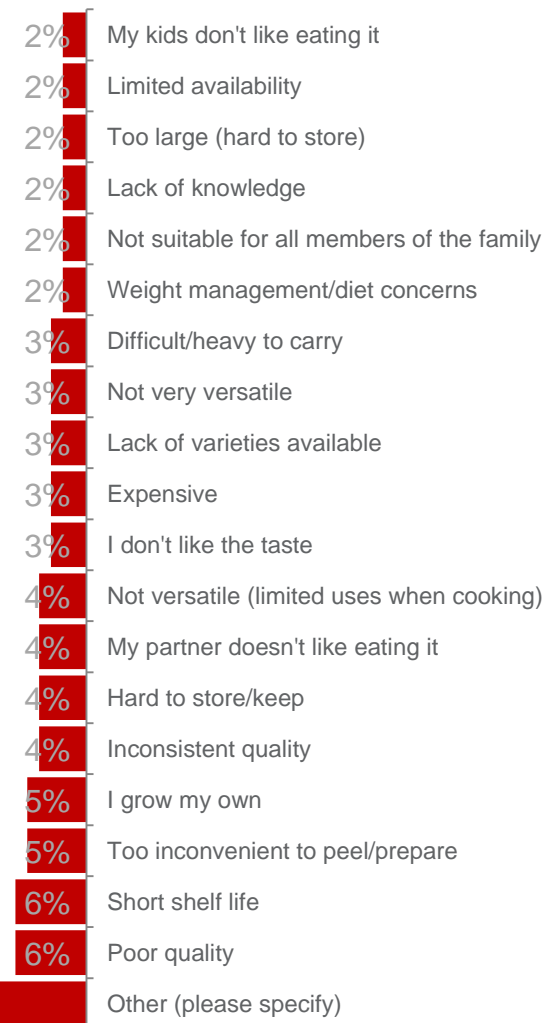 2% My kids don't like eating it
2% Limited availability
2% Too large (hard to store)
2% Lack of knowledge
2% Not suitable for all members of the family
2% Weight management/diet concerns
3% Difficult/heavy to carry
3% Not very versatile
3% Lack of varieties available
3% Expensive
3% I don't like the taste
4% Not versatile (limited uses when cooking)
4% My partner doesn't like eating it
4% Hard to store/keep
4% Inconsistent quality
5% I grow my own
5% Too inconvenient to peel/prepare
6% Short shelf life
6% Poor quality
Other (please specify)